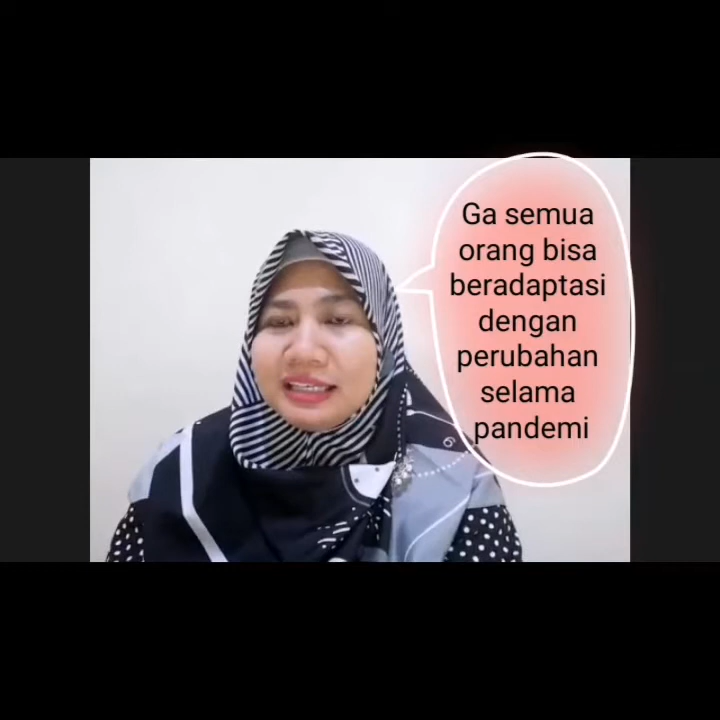 Ga semua
orang bisa
beradaptasi
dengan
perubahan
selama
pandemi